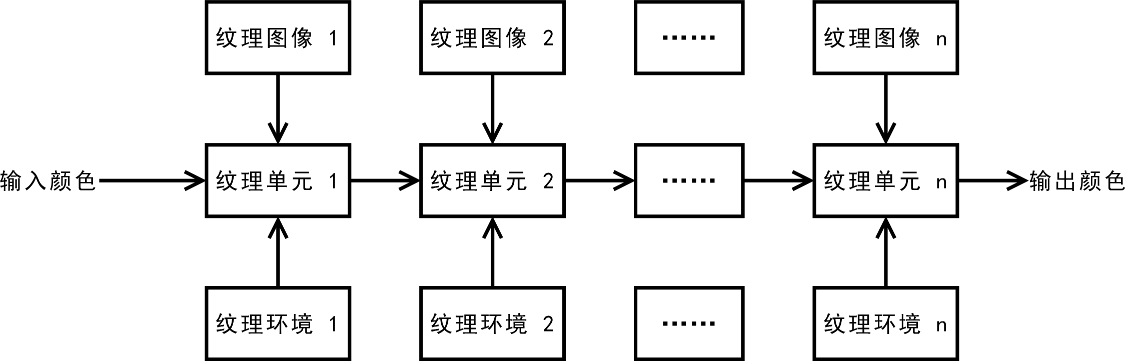 纹理图像 1 纹理图像 2 ······ 纹理图像 n
输入颜色 纹理单元 1 纹理单元 2 ······ 纹理单元 n 输出颜色
纹理环境 1 纹理环境 2 ······ 纹理环境 n